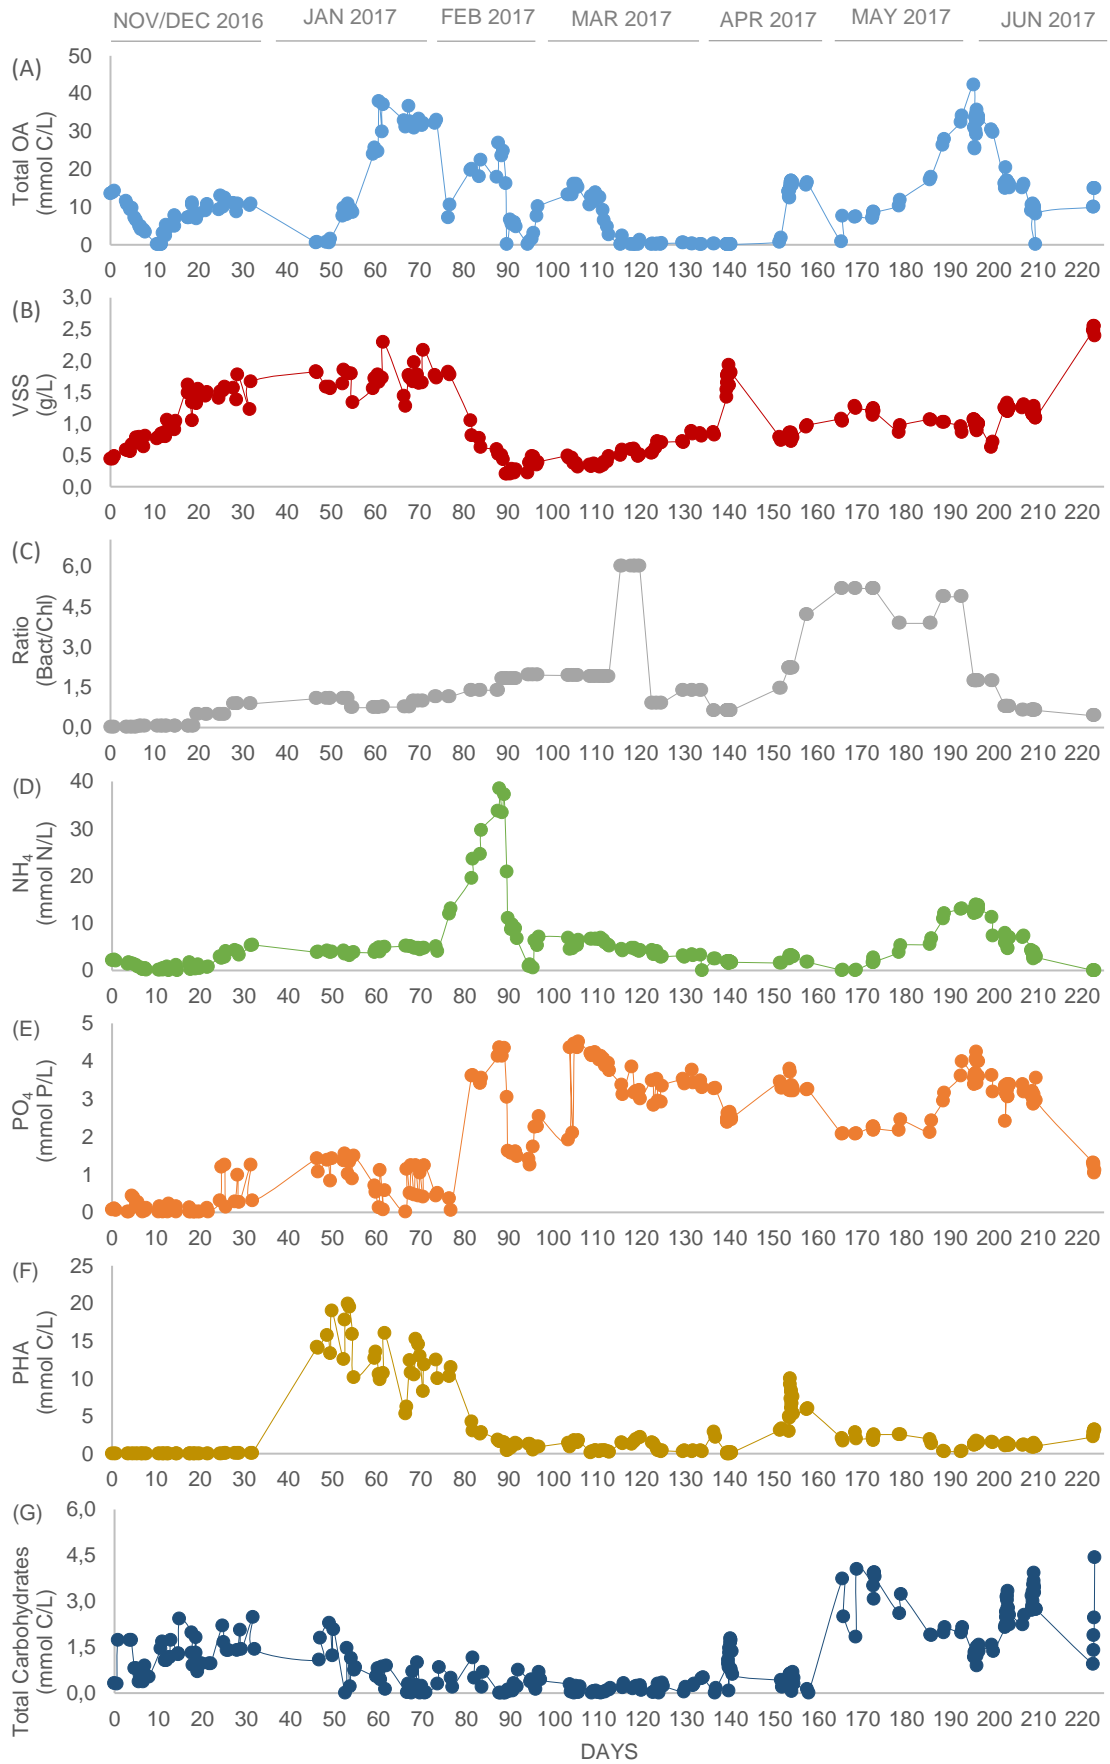 NOV/DEC 2016 JAN 2017 FEB 2017 MAR 2017 APR 2017 MAY 2017 JUN 2017
(A)
Total OA
(mmol C/L)
50
40
30
20
10
0
0 10 20 30 40 50 60 70 80 90 100 110 120 130 140 150 160 170 180 190 200 210 220
(B)
VSS
(g/L)
3,0
2,5
2,0
1,5
1,0
0,5
0,0
0 10 20 30 40 50 60 70 80 90 100 110 120 130 140 150 160 170 180 190 200 210 220
(C)
Ratio
(Bact/Chl)
6,0
4,5
3,0
1,5
0,0
0 10 20 30 40 50 60 70 80 90 100 110 120 130 140 150 160 170 180 190 200 210 220
(D)
NH₄
(mmol N/L)
40
30
20
10
0
0 10 20 30 40 50 60 70 80 90 100 110 120 130 140 150 160 170 180 190 200 210 220
(E)
PO₄
(mmol P/L)
5
4
3
2
1
0
0 10 20 30 40 50 60 70 80 90 100 110 120 130 140 150 160 170 180 190 200 210 220
(F)
PHA
(mmol C/L)
25
20
15
10
5
0
0 10 20 30 40 50 60 70 80 90 100 110 120 130 140 150 160 170 180 190 200 210 220
(G)
Total Carbohydrates
(mmol C/L)
6,0
4,5
3,0
1,5
0,0
0 10 20 30 40 50 60 70 80 90 100 110 120 130 140 150 160 170 180 190 200 210 220
DAYS